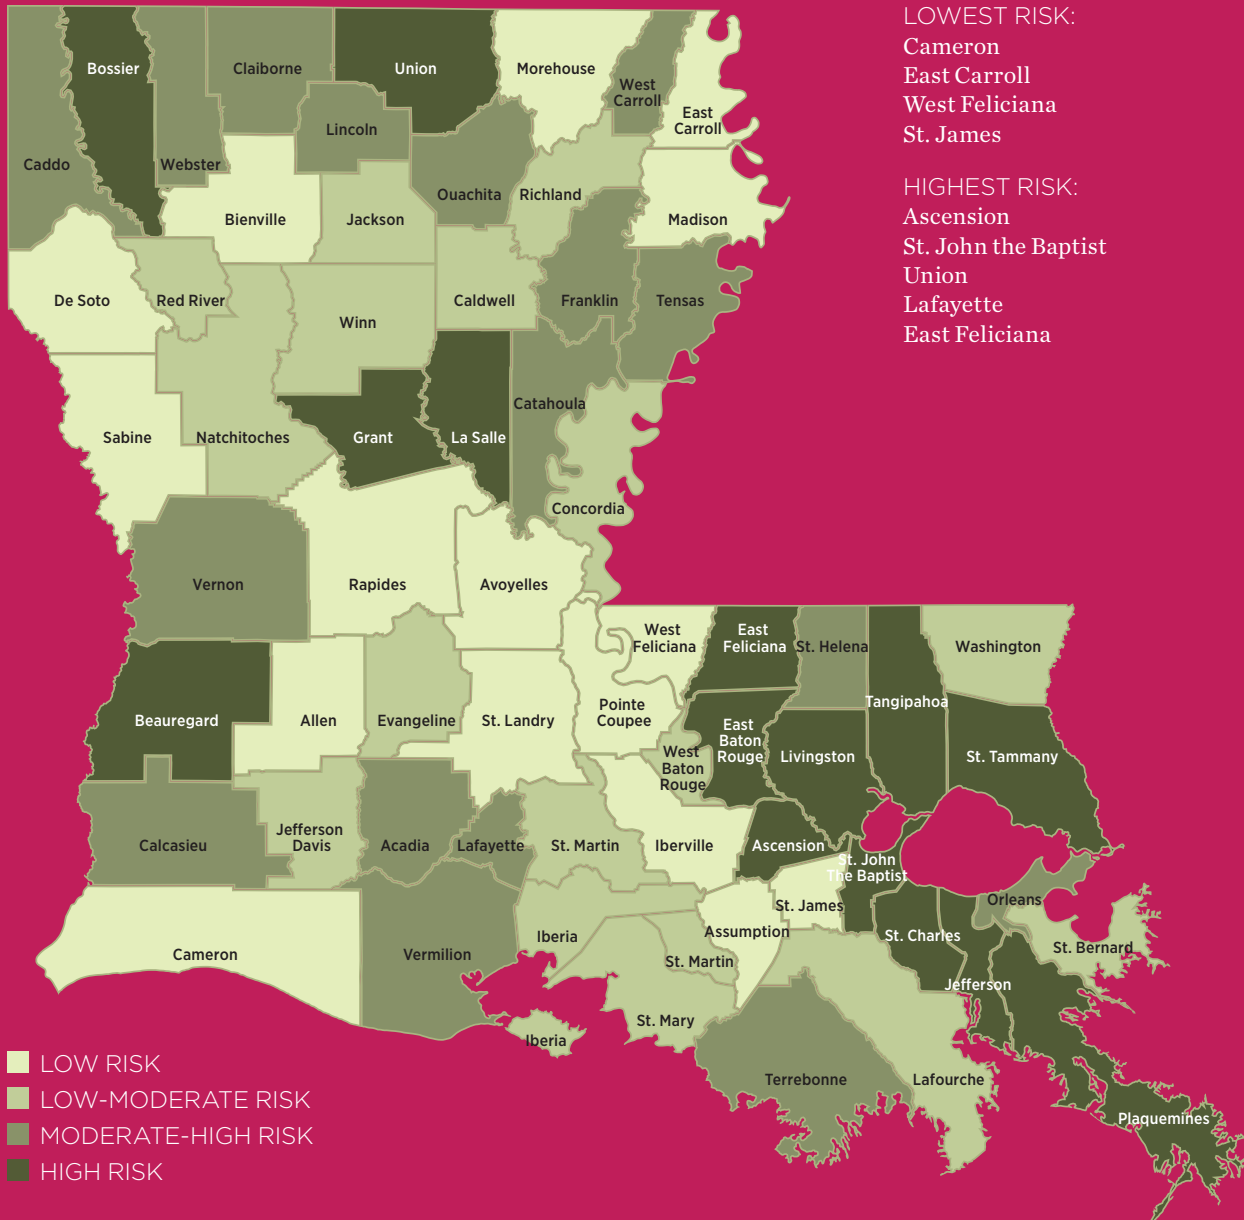 LOWEST RISK:
Cameron
East Carroll
West Feliciana
St. James
HIGHEST RISK:
Ascension
St. John the Baptist
Union
Lafayette
East Feliciana
Bossier
Claiborne
Union
Morehouse
West
Carroll
East
Carroll
Lincoln
Caddo
Webster
Ouachita
Richland
Bienville
Jackson
Madison
De Soto
Red River
Winn
Caldwell
Franklin
Tensas
Catahoula
Sabine
Natchitoches
Grant
La Salle
Concordia
Vernon
Rapides
Avoyelles
West
Feliciana
East
Feliciana
St. Helena
Washington
Tangipahoa
Beauregard
Allen
Evangeline
St. Landry
Pointe
Coupee
East
Baton
Rouge
West
Baton
Rouge
Livingston
St. Tammany
Calcasieu
Jefferson
Davis
Acadia
Lafayette
St. Martin
Iberville
Ascension
St. John
The Baptist
St. James
Orleans
Assumption
St. Charles
Cameron
Vermilion
Iberia
St. Martin
St. Bernard
Jefferson
St. Mary
Iberia
Terrebonne
Lafourche
Plaquemines
LOW RISK
LOW-MODERATE RISK
MODERATE-HIGH RISK
HIGH RISK